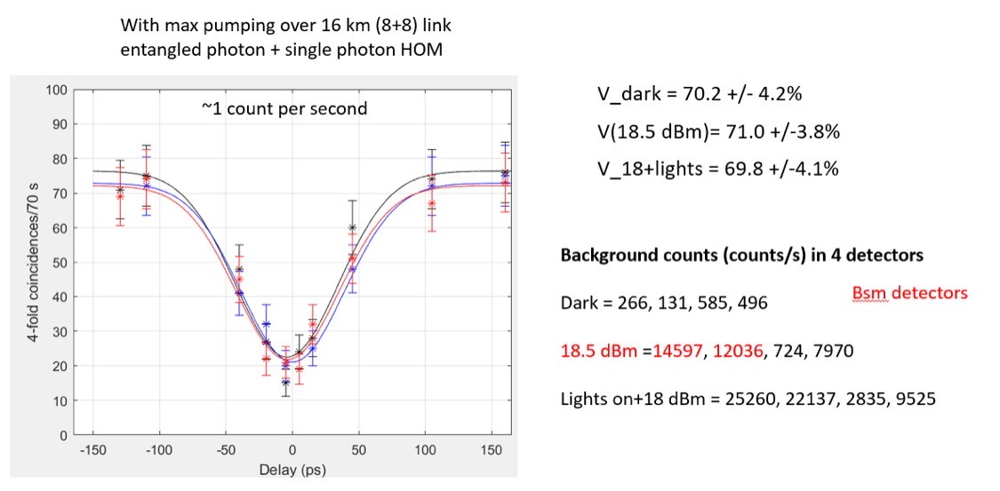 With max pumping over 16 km (8+8) link
entangled photon + single photon HOM
~1 count per second
4-fold coincidences/70 s
100
90
80
70
60
50
40
30
20
10
0
-150
-100
-50
0
50
100
150
Delay (ps)
V_dark = 70.2 +/- 4.2%
V(18.5 dBm)= 71.0 +/-3.8%
V_18+lights = 69.8 +/-4.1%
Background counts (counts/s) in 4 detectors
Dark = 266, 131, 585, 496
Bsm detectors
18.5 dBm =14597, 12036, 724, 7970
Lights on+18 dBm = 25260, 22137, 2835, 9525